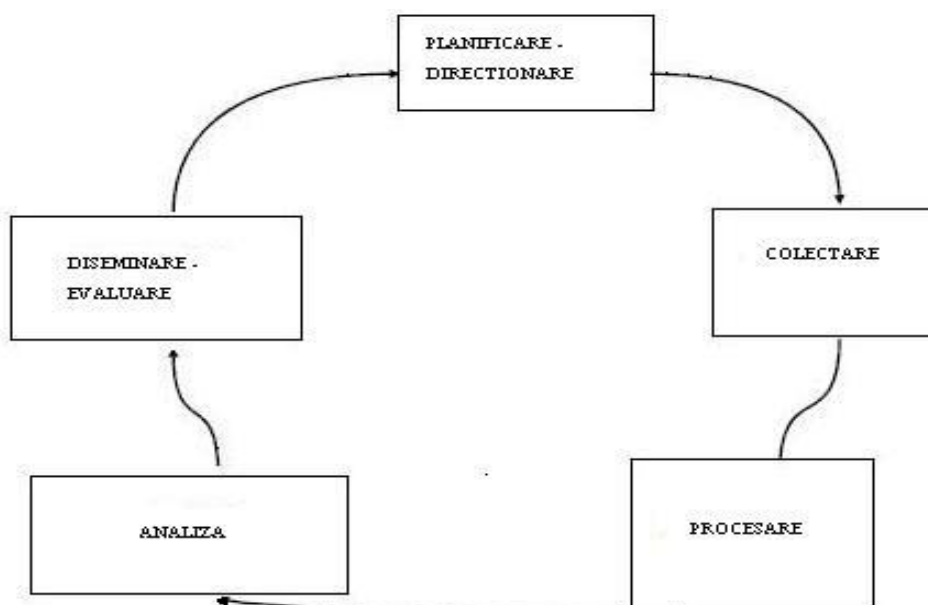 PLANIFICARE -
DIRECTIONARE
COLECTARE
DISEMINARE -
EVALUARE
PROCESARE
ANALIZA